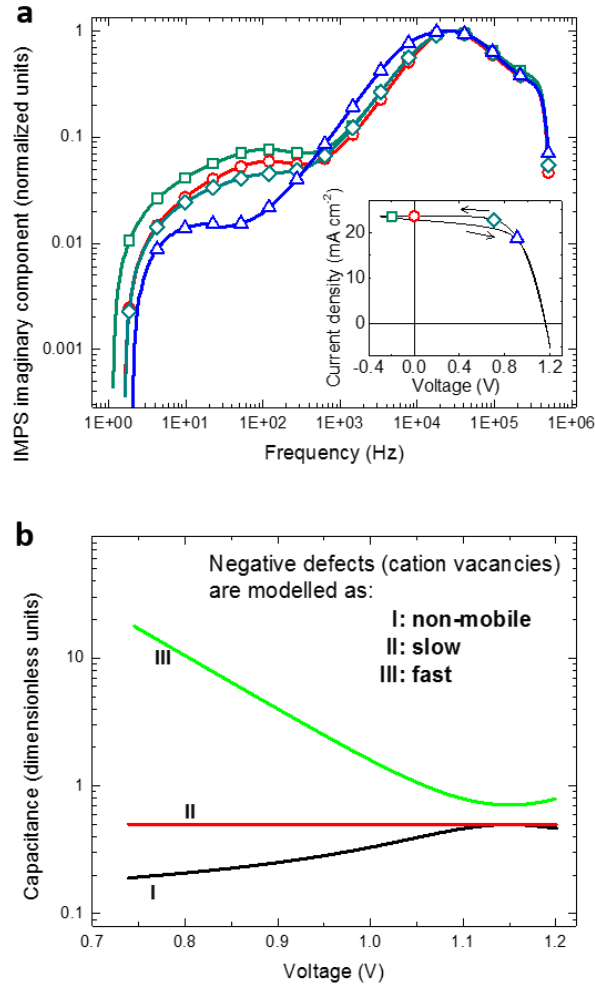 a
IMPS imaginary component (normalized units)
1
0.1
0.01
0.001
1E+00 1E+01 1E+02 1E+03 1E+04 1E+05 1E+06
Frequency (Hz)
Current density (mA cm⁻²)
20
10
0
-0.4 0.0 0.4 0.8 1.2
Voltage (V)
b
Capacitance (dimensionless units)
10
1
0.1
0.7 0.8 0.9 1.0 1.1 1.2
Voltage (V)
Negative defects (cation vacancies)
are modelled as:
I: non-mobile
II: slow
III: fast
III
II
I